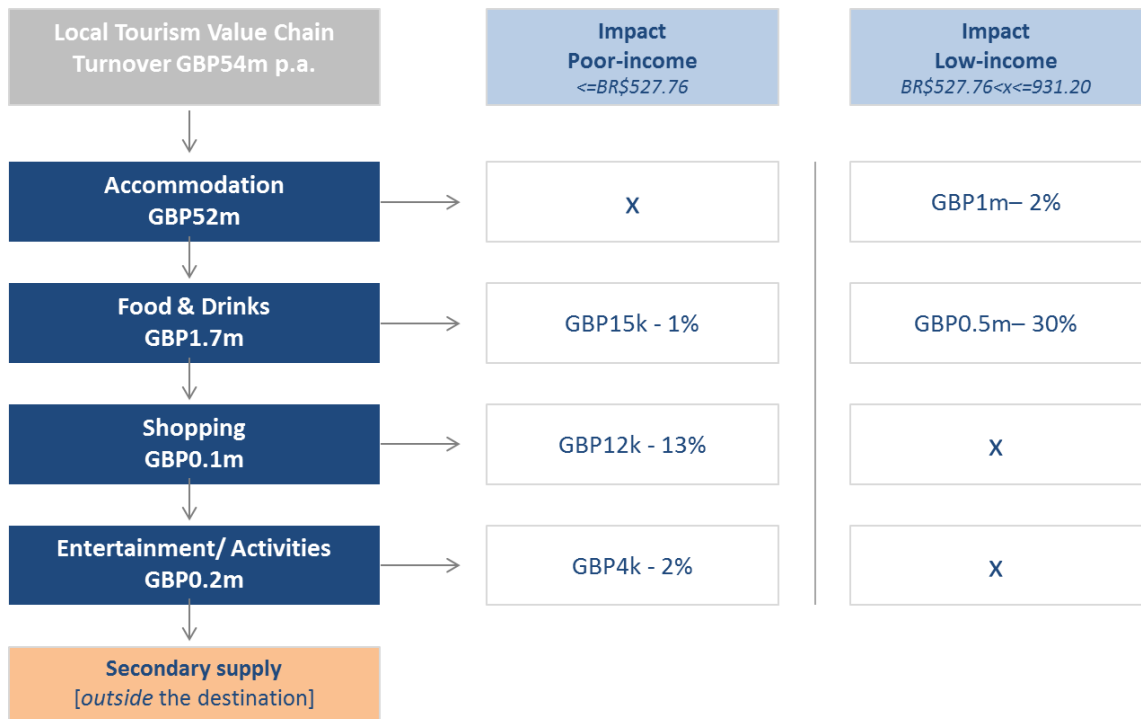 Local Tourism Value Chain
Turnover GBP54m p.a.
Impact
Poor-income
<=BR$527.76
Impact
Low-income
BR$527.76<x<=931.20
Accommodation
GBP52m
x
GBP1m– 2%
Food & Drinks
GBP1.7m
GBP15k - 1%
GBP0.5m– 30%
Shopping
GBP0.1m
GBP12k - 13%
x
Entertainment/ Activities
GBP0.2m
GBP4k - 2%
x
Secondary supply
[outside the destination]